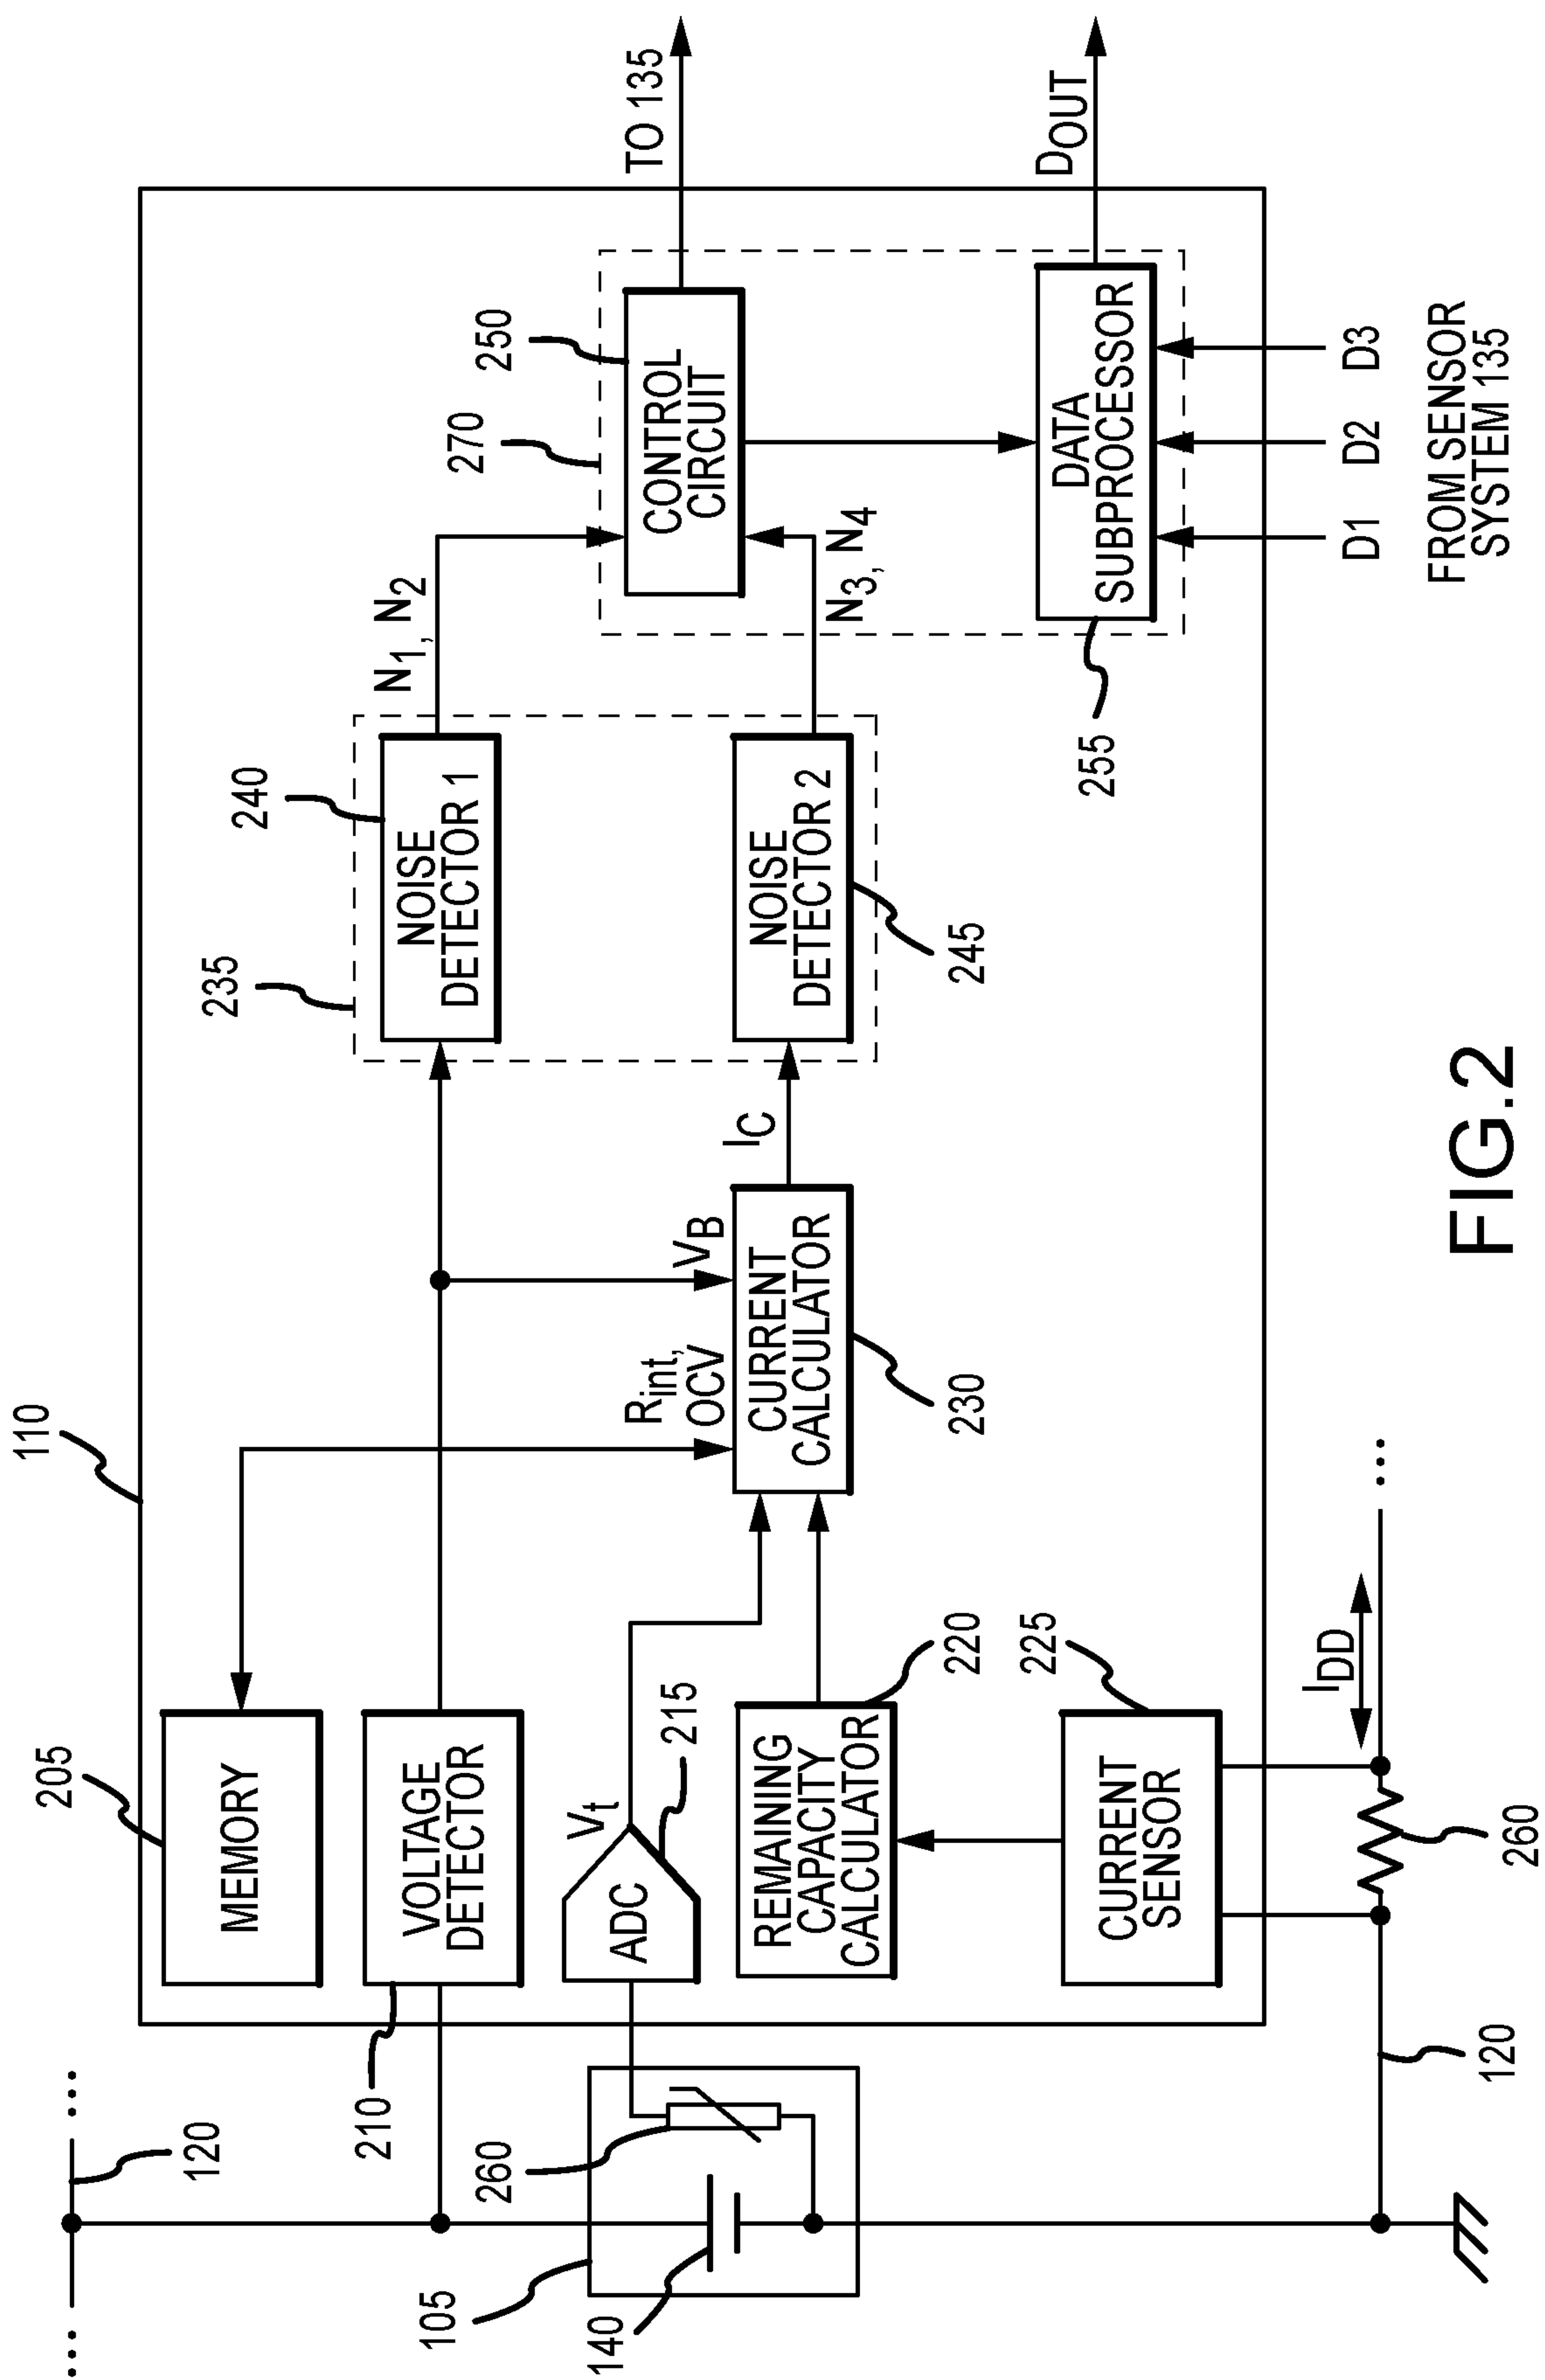 110
120
205
MEMORY
210
VOLTAGE
DETECTOR
105
140
260
ADC
Vt
215
REMAINING
CAPACITY
CALCULATOR
220
CURRENT
SENSOR
225
IDD
260
120
Rint,
OCV
VB
CURRENT
CALCULATOR
230
IC
235
240
NOISE
DETECTOR 1
NOISE
DETECTOR 2
245
N1, N2
N3, N4
270
250
CONTROL
CIRCUIT
TO 135
DATA
SUBPROCESSOR
255
DOUT
D1
D2
D3
FROM SENSOR
SYSTEM 135
FIG.2